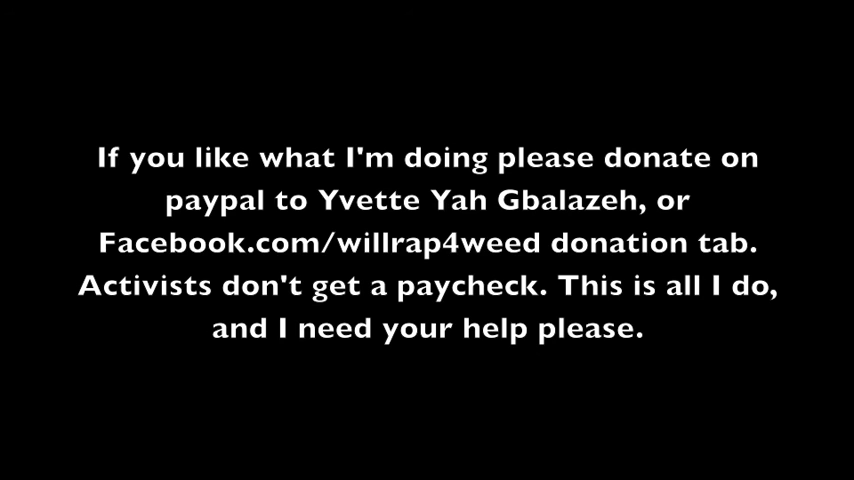 If you like what I'm doing please donate on
paypal to Yvette Yah Gbalazeh, or
Facebook.com/willrap4weed donation tab.
Activists don't get a paycheck. This is all I do,
and I need your help please.